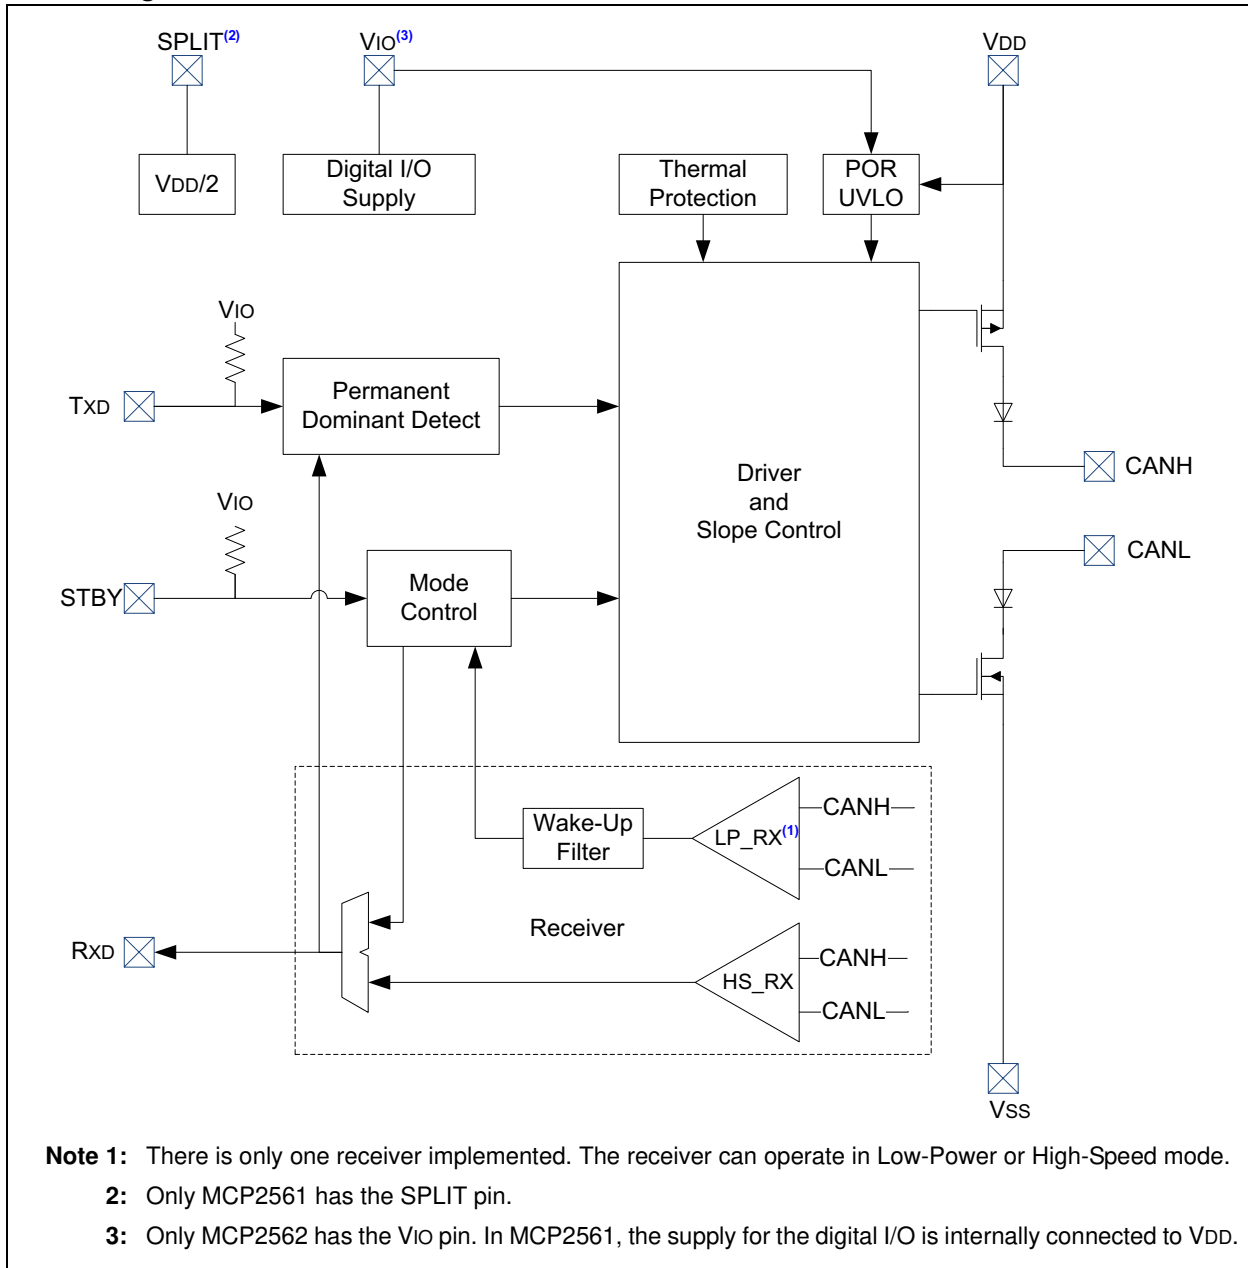 SPLIT(2)
VIO(3)
VDD
VDD/2
Digital I/O
Supply
Thermal
Protection
POR
UVLO
VIO
TXD
Permanent
Dominant Detect
Driver
and
Slope Control
CANH
VIO
CANL
STBY
Mode
Control
Wake-Up
Filter
LP_RX(1)
CANH
CANL
Receiver
RXD
HS_RX
CANH
CANL
VSS
Note 1: There is only one receiver implemented. The receiver can operate in Low-Power or High-Speed mode.
2: Only MCP2561 has the SPLIT pin.
3: Only MCP2562 has the VIO pin. In MCP2561, the supply for the digital I/O is internally connected to VDD.